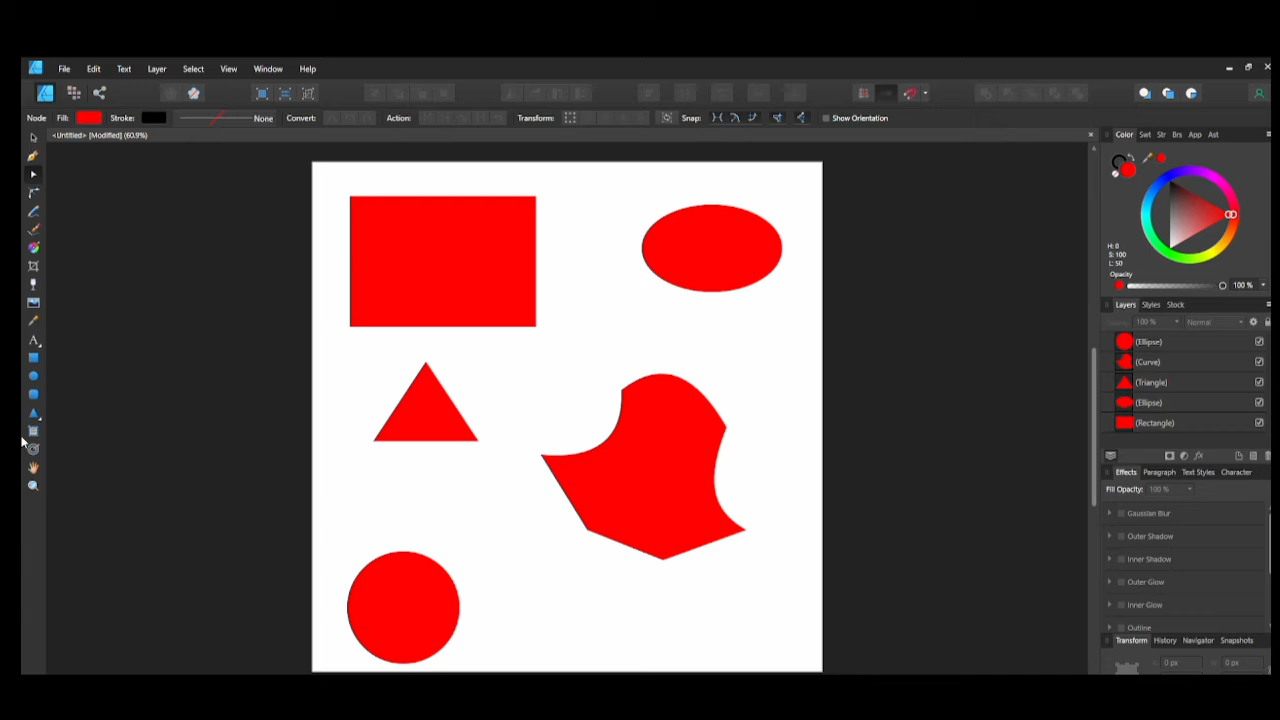 File Edit Text Layer Select View Window Help
Node Fill: Stroke: None Convert: Action: Transform: Snap: Show Orientation
<Untitled> [Modified] (60.9%)
Color Swt Str Brs App Ast
H: 0
S: 100
L: 50
Opacity
100 %
Layers Styles Stock
100 % Normal
(Ellipse)
(Curve)
(Triangle)
(Ellipse)
(Rectangle)
Effects Paragraph Text Styles Character
Fill Opacity: 100 %
Gaussian Blur
Outer Shadow
Inner Shadow
Outer Glow
Inner Glow
Outline
Transform History Navigator Snapshots
0 px 0 px